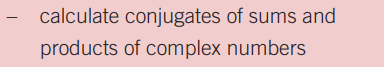 – calculate conjugates of sums and
products of complex numbers